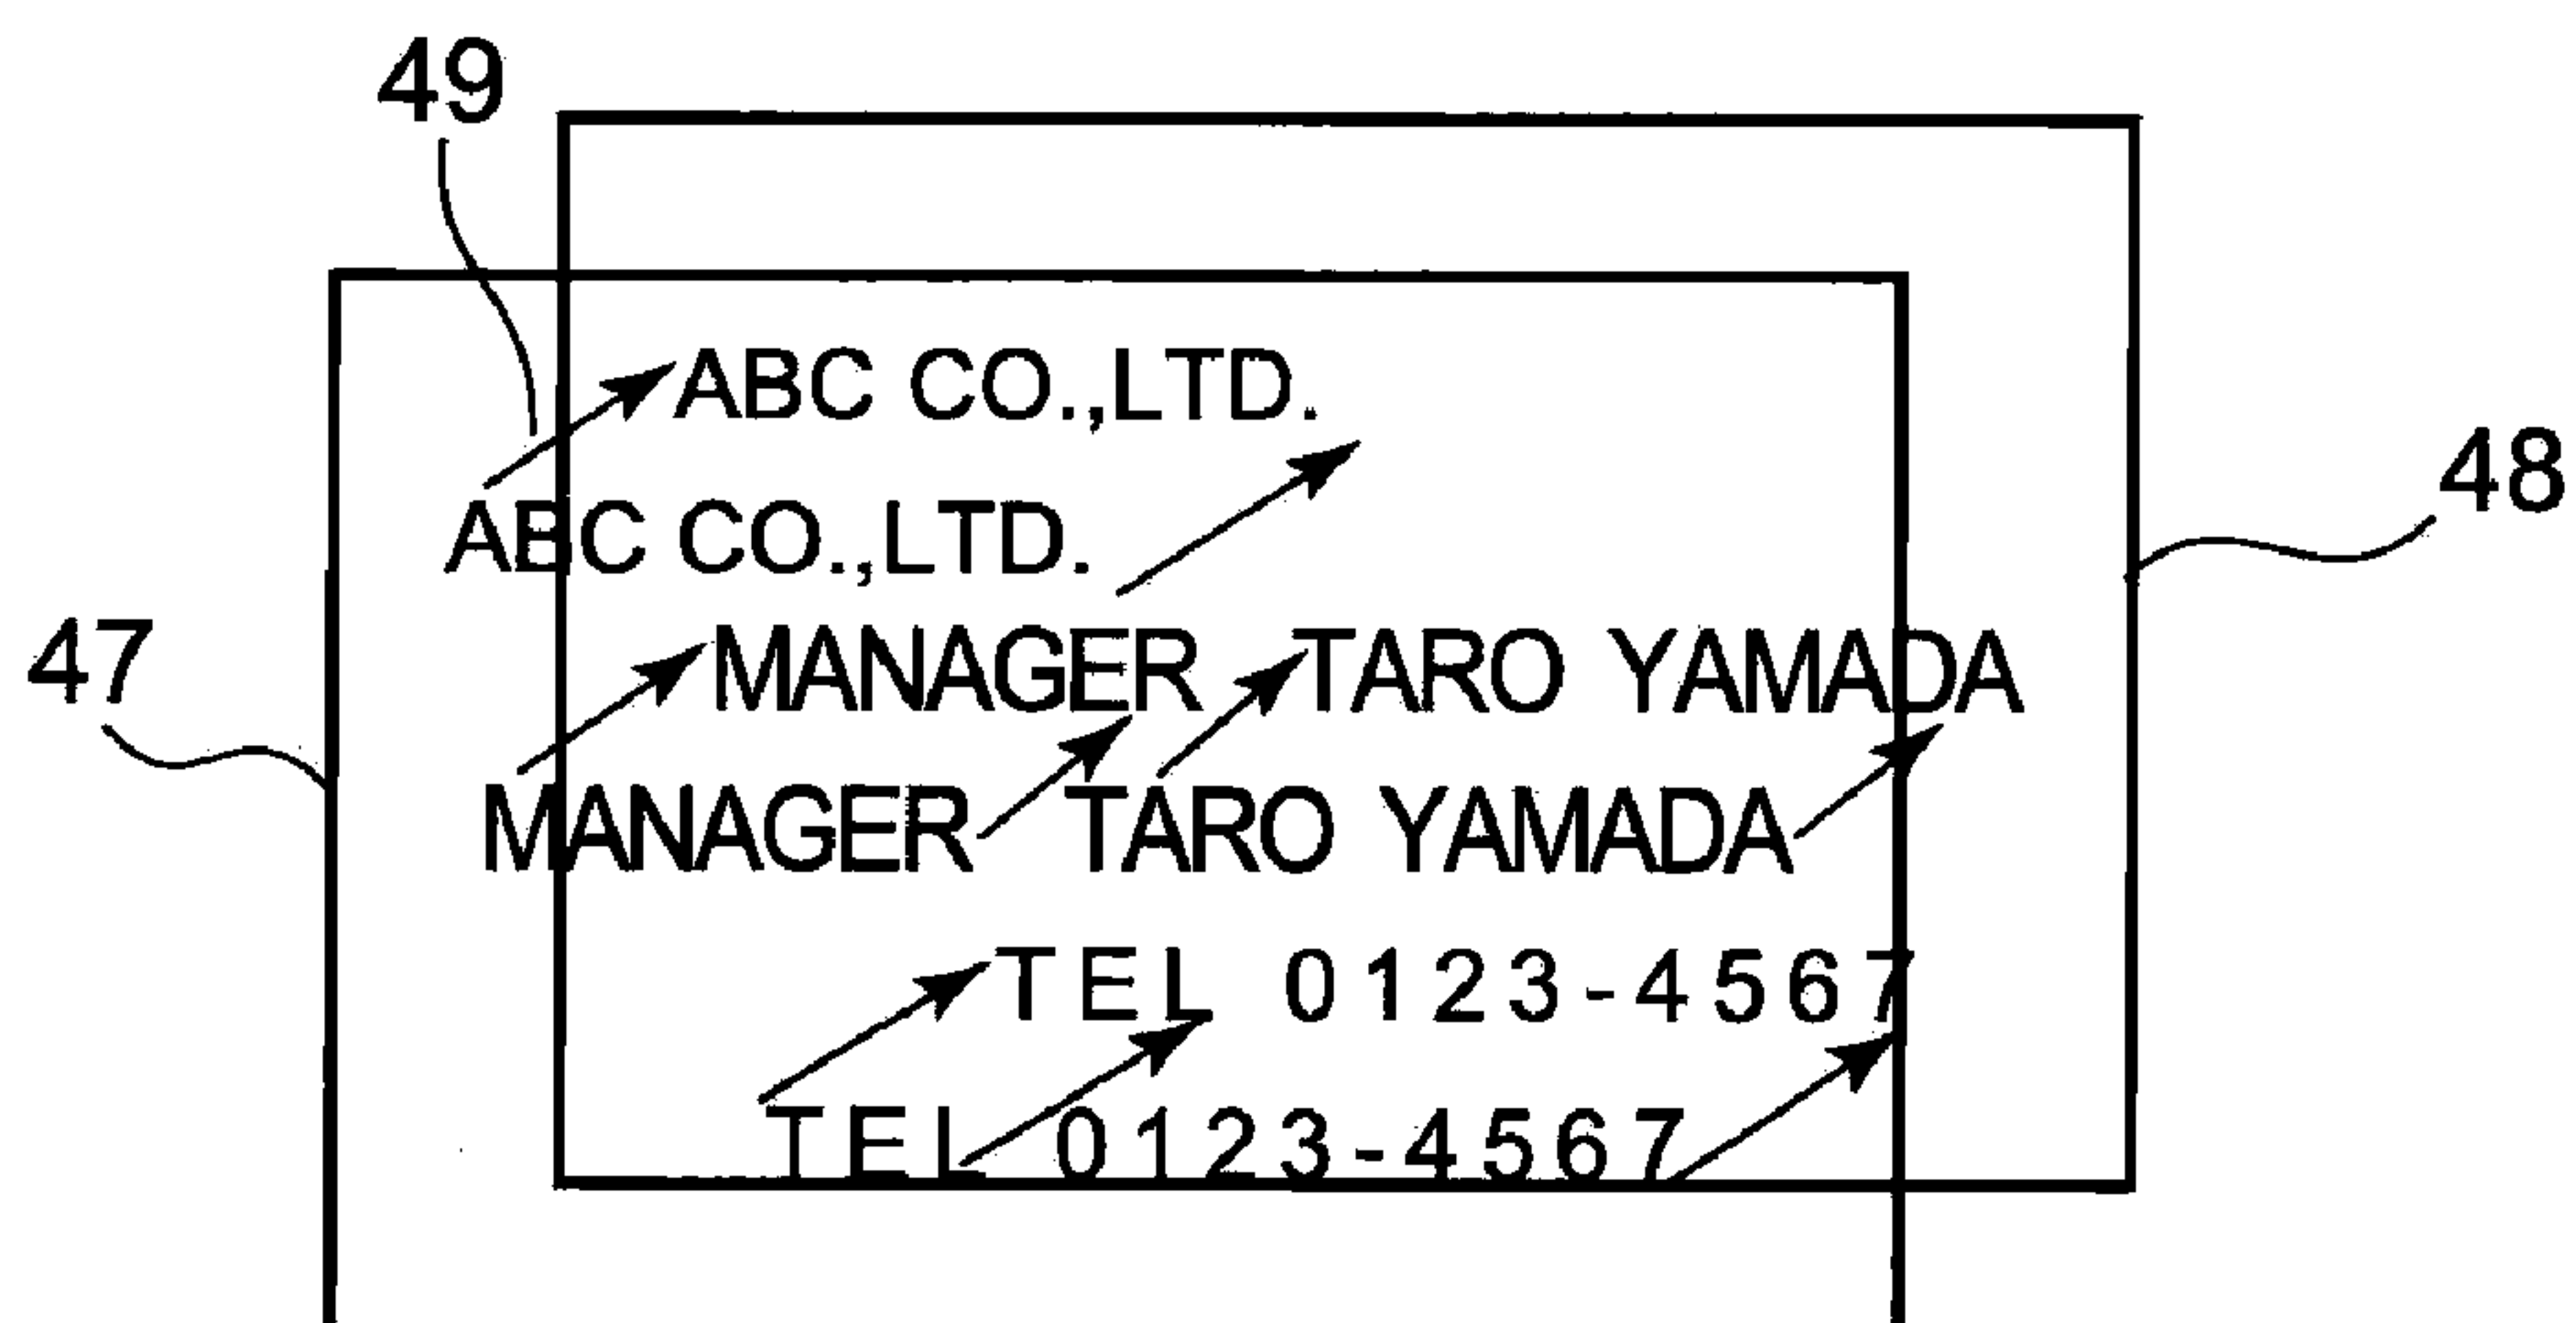 49
ABC CO.,LTD.
48
ABC CO.,LTD.
47
MANAGER TARO YAMADA
MANAGER TARO YAMADA
TEL 0123-4567
TEL 0123-4567